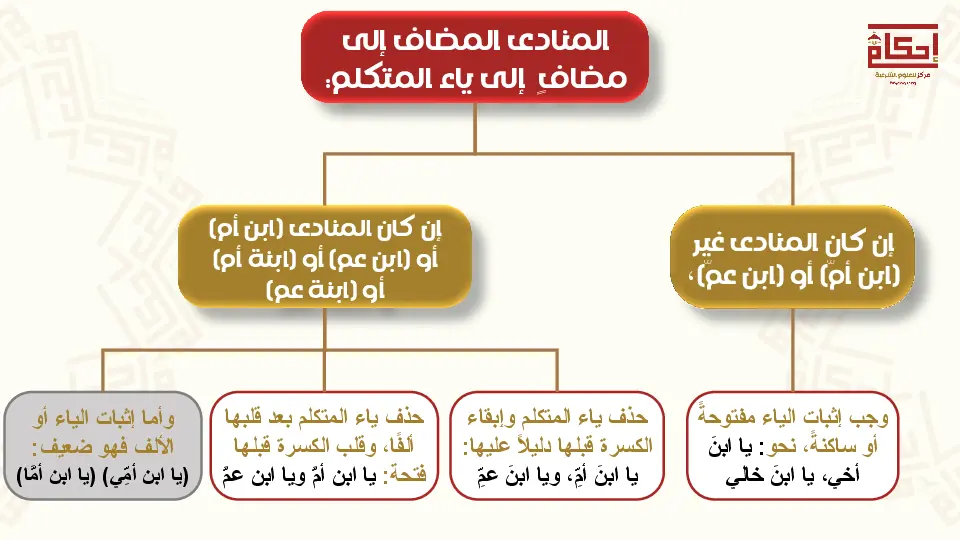 إحكام
مركز للعلوم الشرعية
المنادى المضاف إلى
مضافٍ إلى ياء المتكلم:
إن كان المنادى غير
(ابن أمّ) أو (ابن عمّ)،
إن كان المنادى (ابن أم)
أو (ابن عم) أو (ابنة أم)
أو (ابنة عم)
وجب إثبات الياء مفتوحةً
أو ساكنةً، نحو: يا ابنَ
أخي، يا ابنَ خالي
حذف ياء المتكلم وإبقاء
الكسرة قبلها دليلاً عليها:
يا ابنَ أمِّ، ويا ابنَ عمِّ
حذف ياء المتكلم بعد قلبها
ألفًا، وقلب الكسرة قبلها
فتحة: يا ابن أمَّ ويا ابن عمَّ
وأما إثبات الياء أو
الألف فهو ضعيف:
(يا ابن أمِّي) (يا ابن أمَّا)